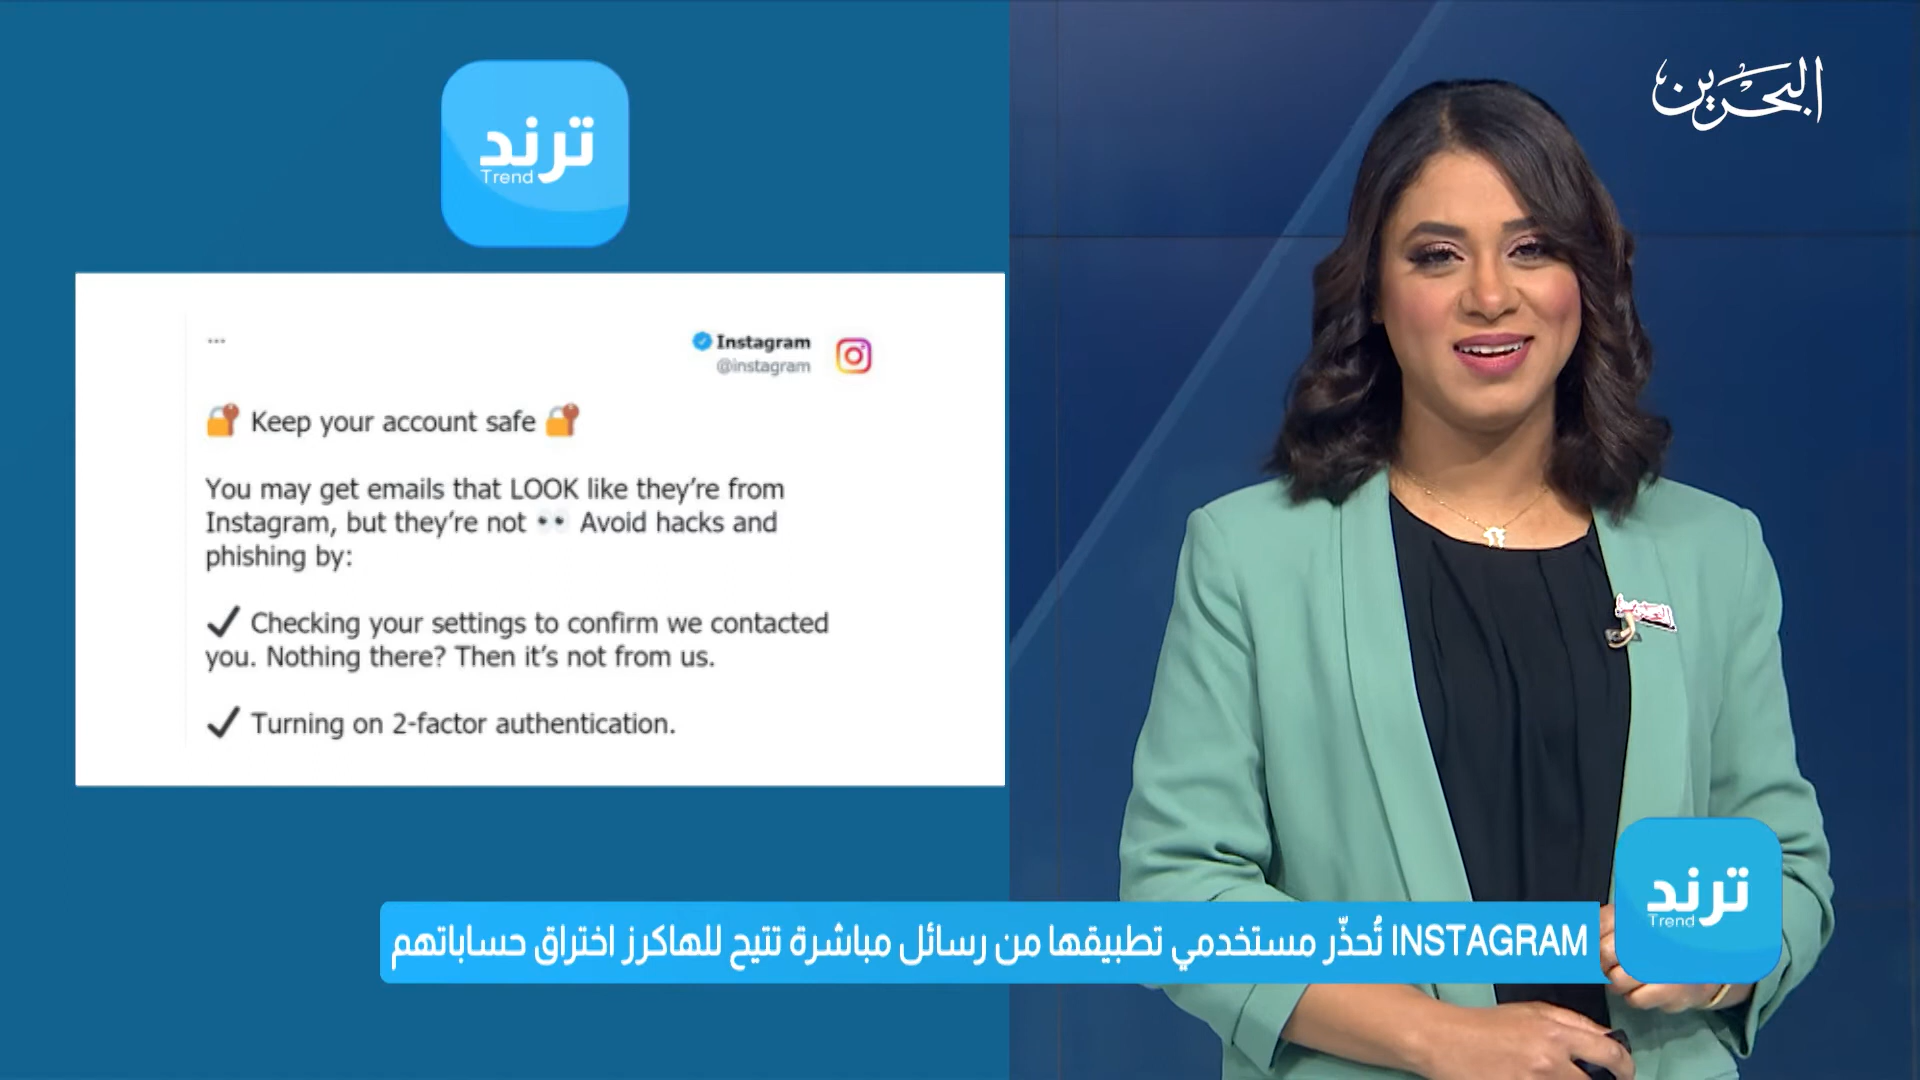 البحرين
ترند
Trend
Instagram
@instagram
🔐 Keep your account safe 🔐
You may get emails that LOOK like they're from
Instagram, but they're not 👀 Avoid hacks and
phishing by:
✔ Checking your settings to confirm we contacted
you. Nothing there? Then it's not from us.
✔ Turning on 2-factor authentication.
INSTAGRAM تُحذّر مستخدمي تطبيقها من رسائل مباشرة تتيح للهاكرز اختراق حساباتهم
ترند
Trend